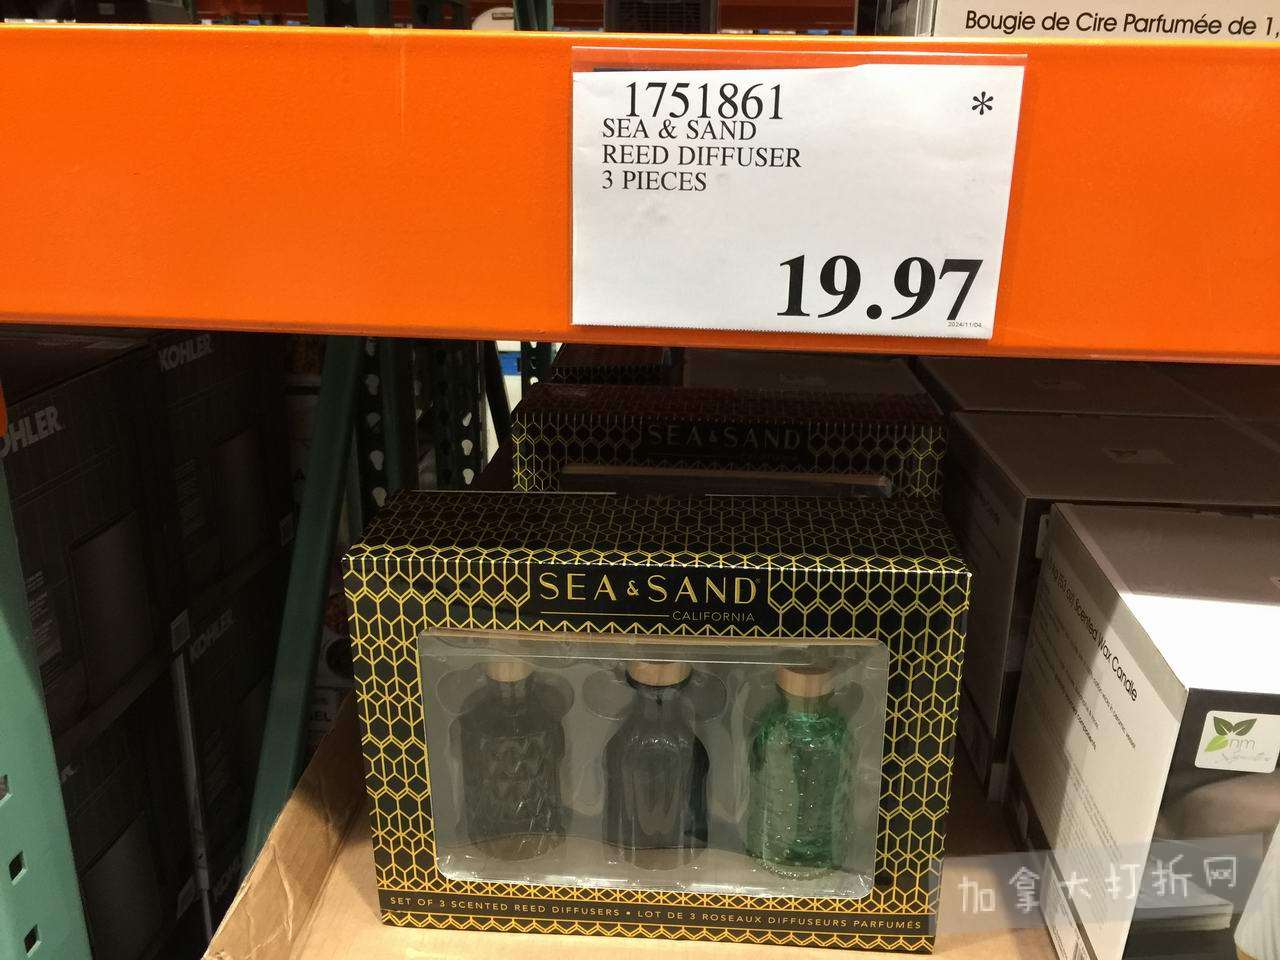 Bougie de Cire Parfumée de 1,
1751861
*
SEA & SAND
REED DIFFUSER
3 PIECES
19.97
2024/11/04
KOHLER
OHLER
SEA & SAND
SEA & SAND
CALIFORNIA
SET OF 3 SCENTED REED DIFFUSERS • LOT DE 3 ROSEAUX DIFFUSEURS PARFUMÉS
Scented Wax Candle
nm
KOHLER
加拿大打折网